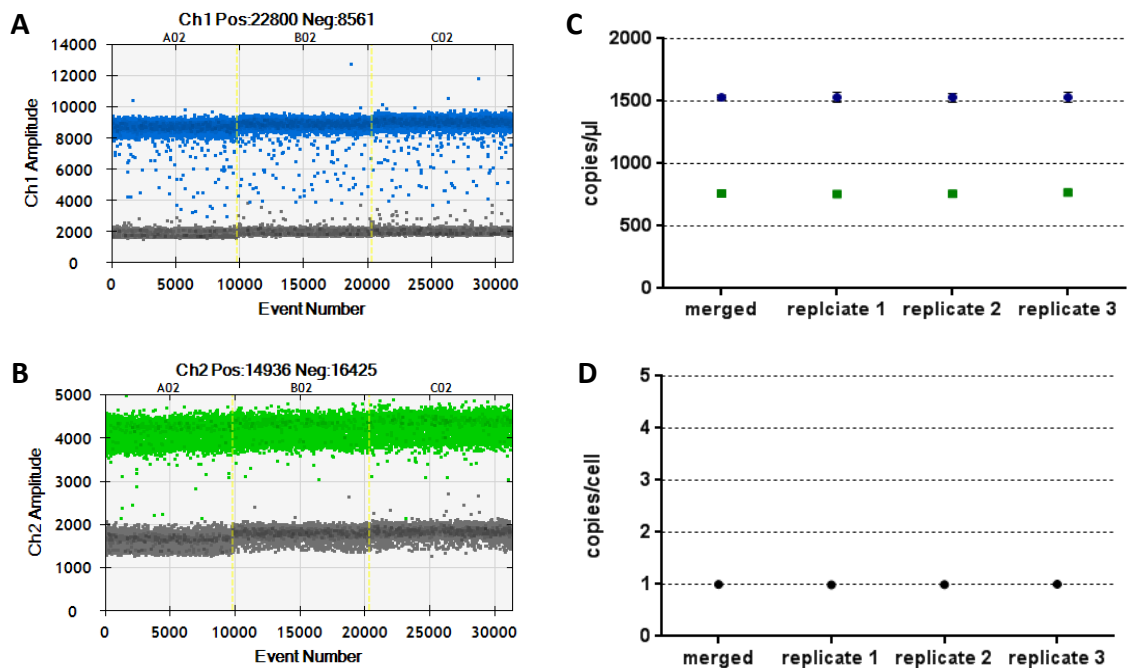 A
Ch1 Pos:22800 Neg:8561
A02 B02 C02
14000
12000
10000
8000
6000
4000
2000
0
Ch1 Amplitude
0 5000 10000 15000 20000 25000 30000
Event Number
B
Ch2 Pos:14936 Neg:16425
A02 B02 C02
5000
4000
3000
2000
1000
0
Ch2 Amplitude
0 5000 10000 15000 20000 25000 30000
Event Number
C
2000
1500
1000
500
0
copies/µl
merged replciate 1 replicate 2 replicate 3
D
5
4
3
2
1
0
copies/cell
merged replicate 1 replicate 2 replicate 3